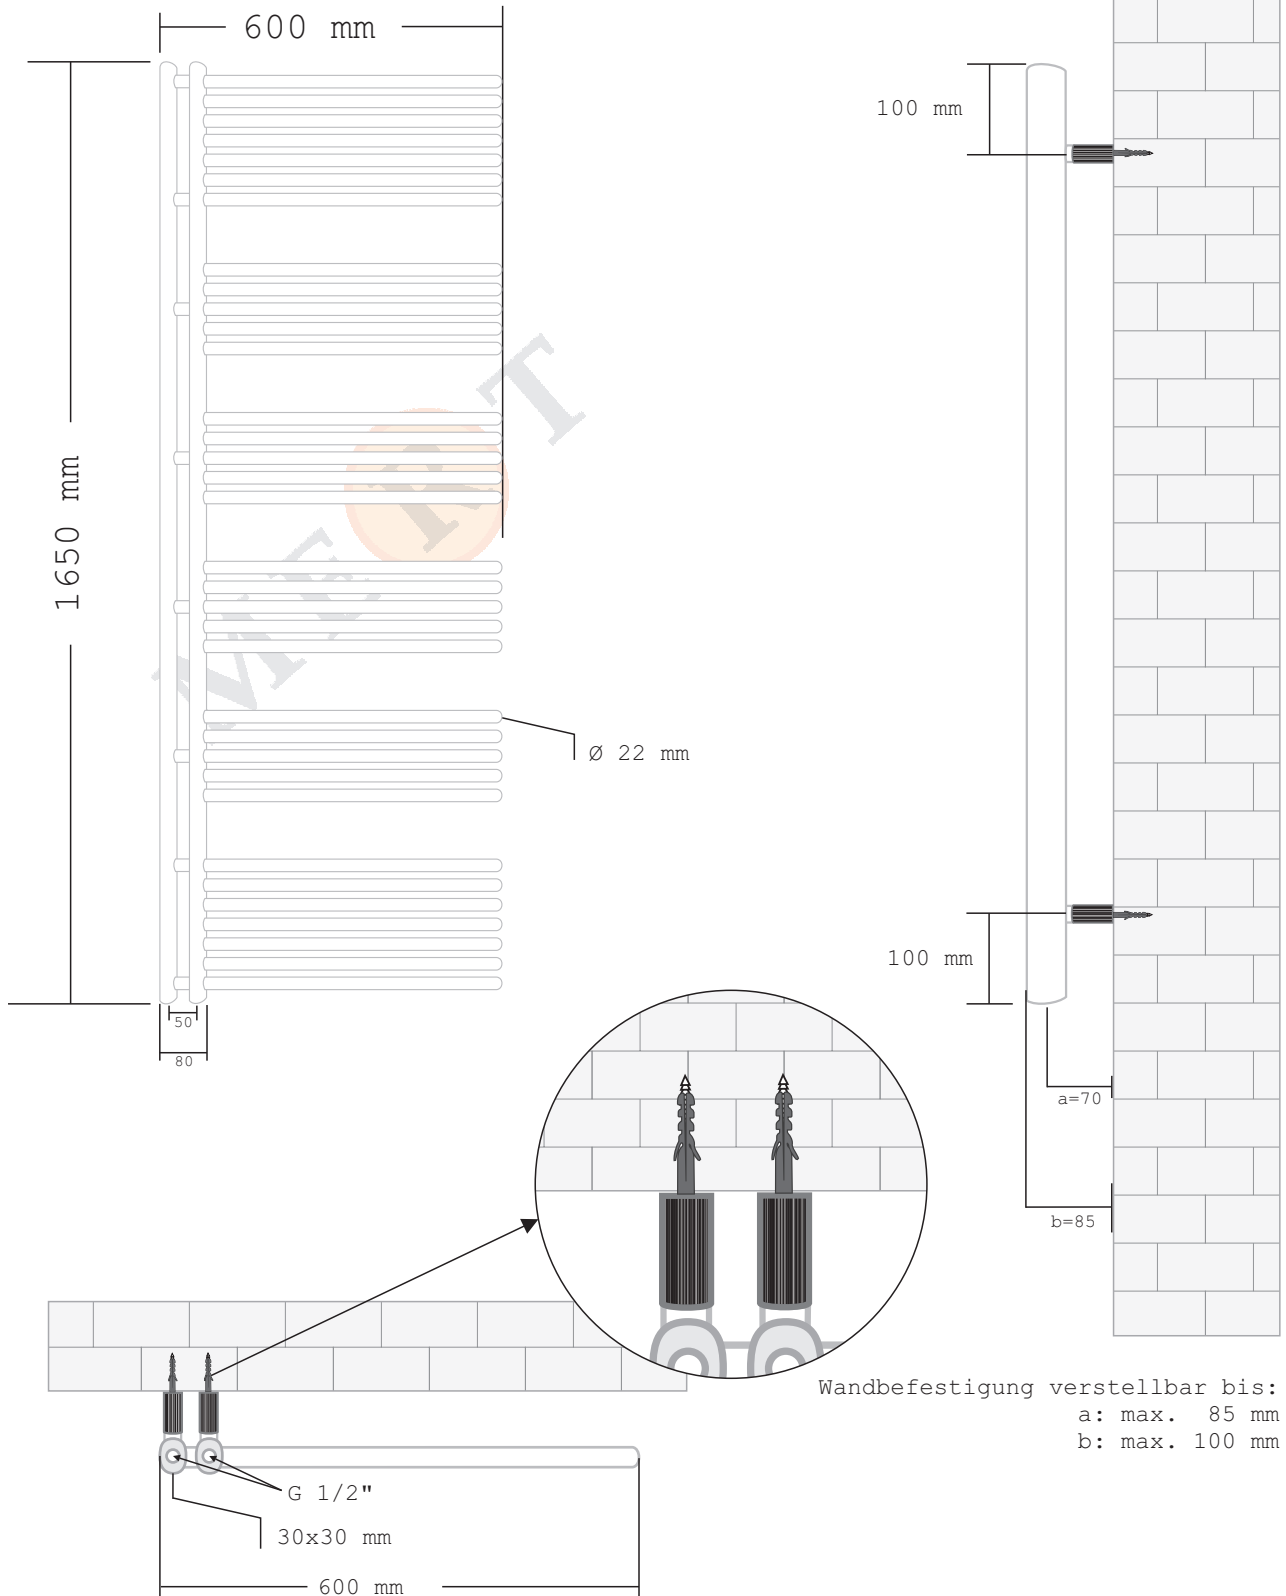 600 mm
100 mm
1650 mm
MERT
Ø 22 mm
100 mm
50
80
a=70
b=85
Wandbefestigung verstellbar bis:
a: max. 85 mm
b: max. 100 mm
G 1/2"
30x30 mm
600 mm